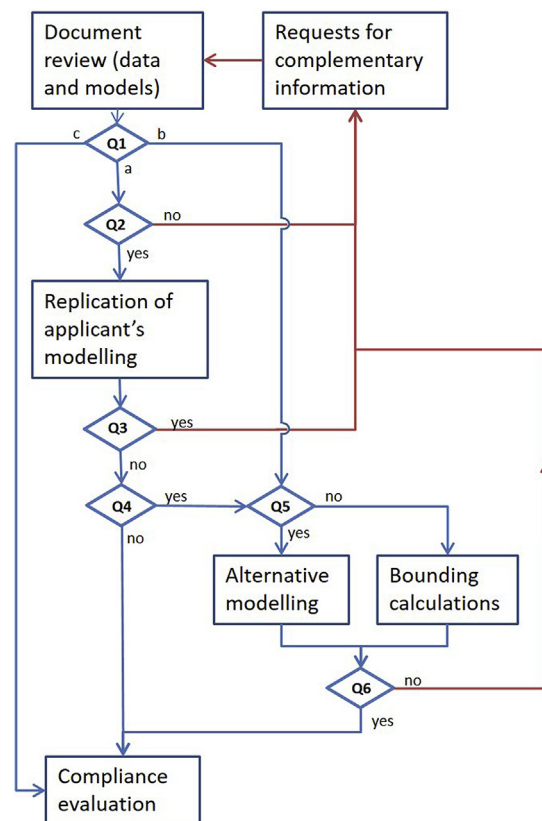 Document
review (data
and models)
Requests for
complementary
information
c
Q1
b
a
Q2
no
yes
Replication of
applicant's
modelling
Q3
yes
no
Q4
yes
Q5
no
no
yes
Alternative
modelling
Bounding
calculations
Q6
no
yes
Compliance
evaluation